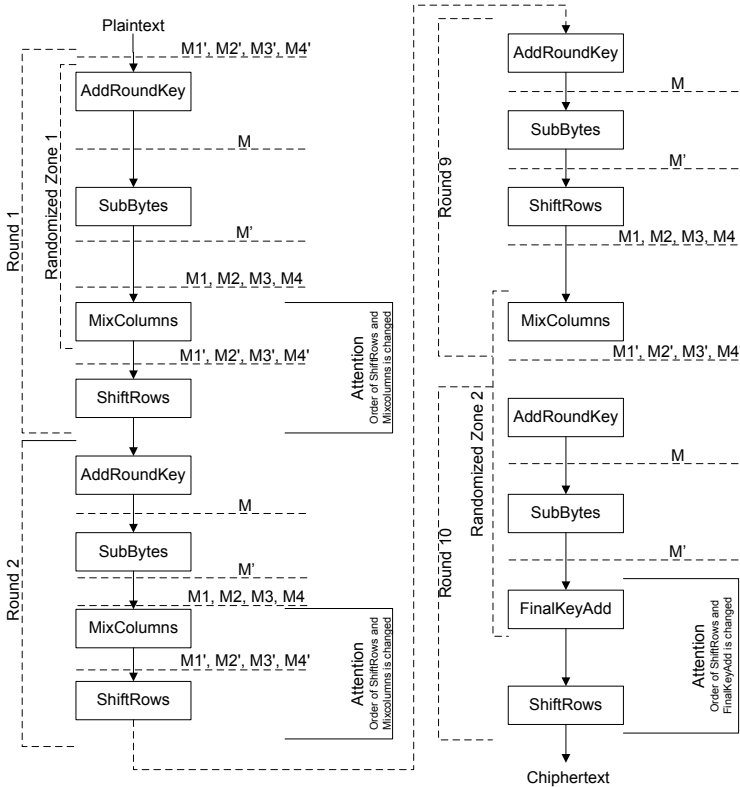 Plaintext
M1', M2', M3', M4'
AddRoundKey
M
SubBytes
M'
M1, M2, M3, M4
MixColumns
M1', M2', M3', M4'
ShiftRows
Round 1
Randomized Zone 1
Attention
Order of ShiftRows and
Mixcolumns is changed
AddRoundKey
M
SubBytes
M'
M1, M2, M3, M4
MixColumns
M1', M2', M3', M4'
ShiftRows
Round 2
Attention
Order of ShiftRows and
Mixcolumns is changed
AddRoundKey
M
SubBytes
M'
ShiftRows
M1, M2, M3, M4
MixColumns
M1', M2', M3', M4'
Round 9
AddRoundKey
M
SubBytes
M'
FinalKeyAdd
ShiftRows
Chiphertext
Round 10
Randomized Zone 2
Attention
Order of ShiftRows and
FinalKeyAdd is changed